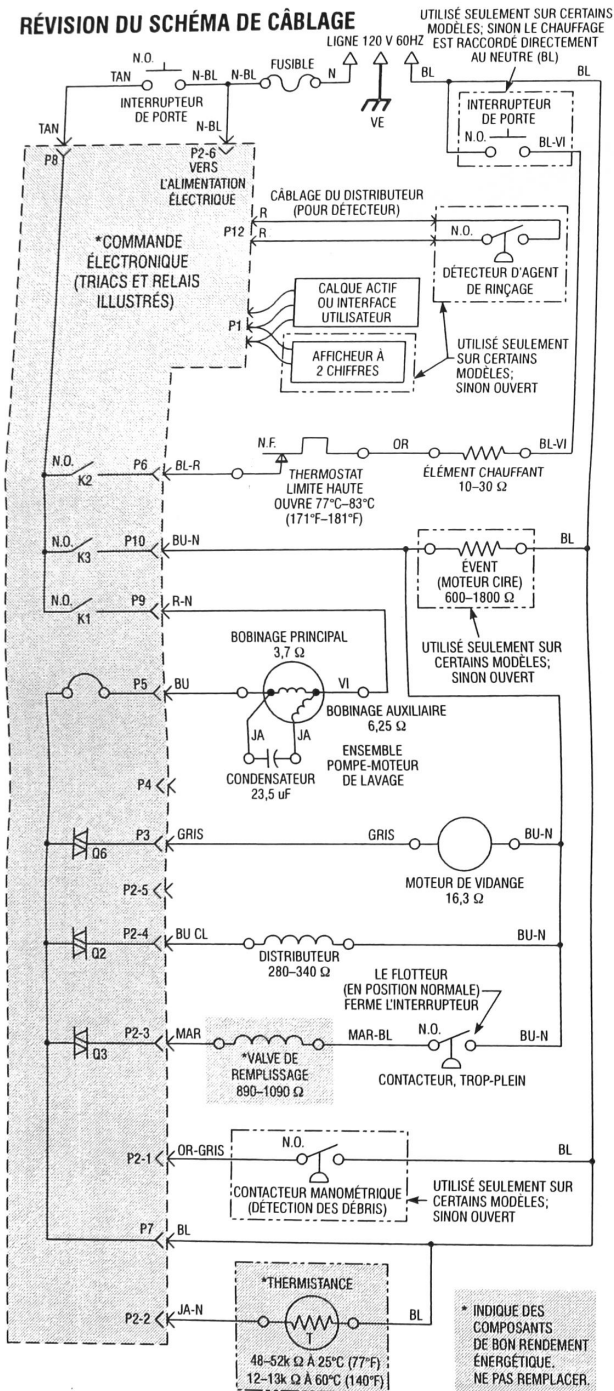 RÉVISION DU SCHÉMA DE CÂBLAGE
UTILISÉ SEULEMENT SUR CERTAINS
MODÈLES; SINON LE CHAUFFAGE
EST RACCORDÉ DIRECTEMENT
AU NEUTRE (BL)
LIGNE 120 V 60HZ
N.O.
TAN
N-BL
N-BL
FUSIBLE
N
BL
BL
INTERRUPTEUR
DE PORTE
VE
INTERRUPTEUR
DE PORTE
N.O.
BL-VI
TAN
N-BL
P8
P2-6
VERS
L'ALIMENTATION
ÉLECTRIQUE
CÂBLAGE DU DISTRIBUTEUR
(POUR DÉTECTEUR)
R
P12
R
N.O.
DÉTECTEUR D'AGENT
DE RINÇAGE
*COMMANDE
ÉLECTRONIQUE
(TRIACS ET RELAIS
ILLUSTRÉS)
CALQUE ACTIF
OU INTERFACE
UTILISATEUR
P1
AFFICHEUR À
2 CHIFFRES
UTILISÉ SEULEMENT
SUR CERTAINS
MODÈLES;
SINON OUVERT
N.F.
OR
BL-VI
N.O.
K2
P6
BL-R
THERMOSTAT
LIMITE HAUTE
OUVRE 77°C–83°C
(171°F–181°F)
ÉLÉMENT CHAUFFANT
10–30 Ω
N.O.
K3
P10
BU-N
BL
ÉVENT
(MOTEUR CIRE)
600–1800 Ω
N.O.
K1
P9
R-N
BOBINAGE PRINCIPAL
3,7 Ω
UTILISÉ SEULEMENT SUR
CERTAINS MODÈLES;
SINON OUVERT
P5
BU
VI
BOBINAGE AUXILIAIRE
6,25 Ω
JA
JA
ENSEMBLE
POMPE-MOTEUR
DE LAVAGE
CONDENSATEUR
23,5 uF
P4
Q6
P3
GRIS
GRIS
BU-N
MOTEUR DE VIDANGE
16,3 Ω
P2-5
Q2
P2-4
BU CL
BU-N
DISTRIBUTEUR
280–340 Ω
LE FLOTTEUR
(EN POSITION NORMALE)
FERME L'INTERRUPTEUR
Q3
P2-3
MAR
MAR-BL
N.O.
BU-N
*VALVE DE
REMPLISSAGE
890–1090 Ω
CONTACTEUR, TROP-PLEIN
P2-1
OR-GRIS
N.O.
BL
CONTACTEUR MANOMÉTRIQUE
(DÉTECTION DES DÉBRIS)
UTILISÉ SEULEMENT SUR
CERTAINS MODÈLES;
SINON OUVERT
P7
BL
*THERMISTANCE
P2-2
JA-N
T
BL
48–52k Ω À 25°C (77°F)
12–13k Ω À 60°C (140°F)
* INDIQUE DES
COMPOSANTS
DE BON RENDEMENT
ÉNERGÉTIQUE.
NE PAS REMPLACER.